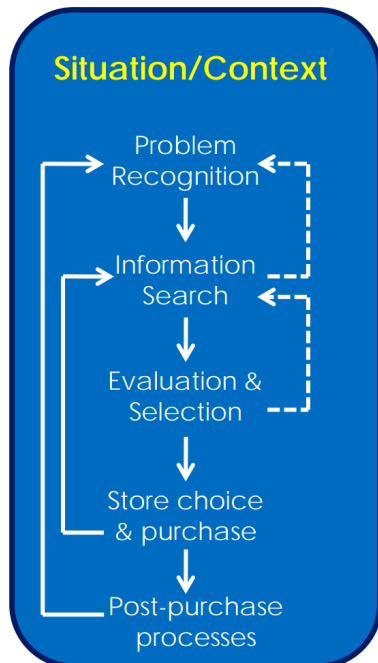 Situation/Context
Problem
Recognition
Information
Search
Evaluation &
Selection
Store choice
& purchase
Post-purchase
processes